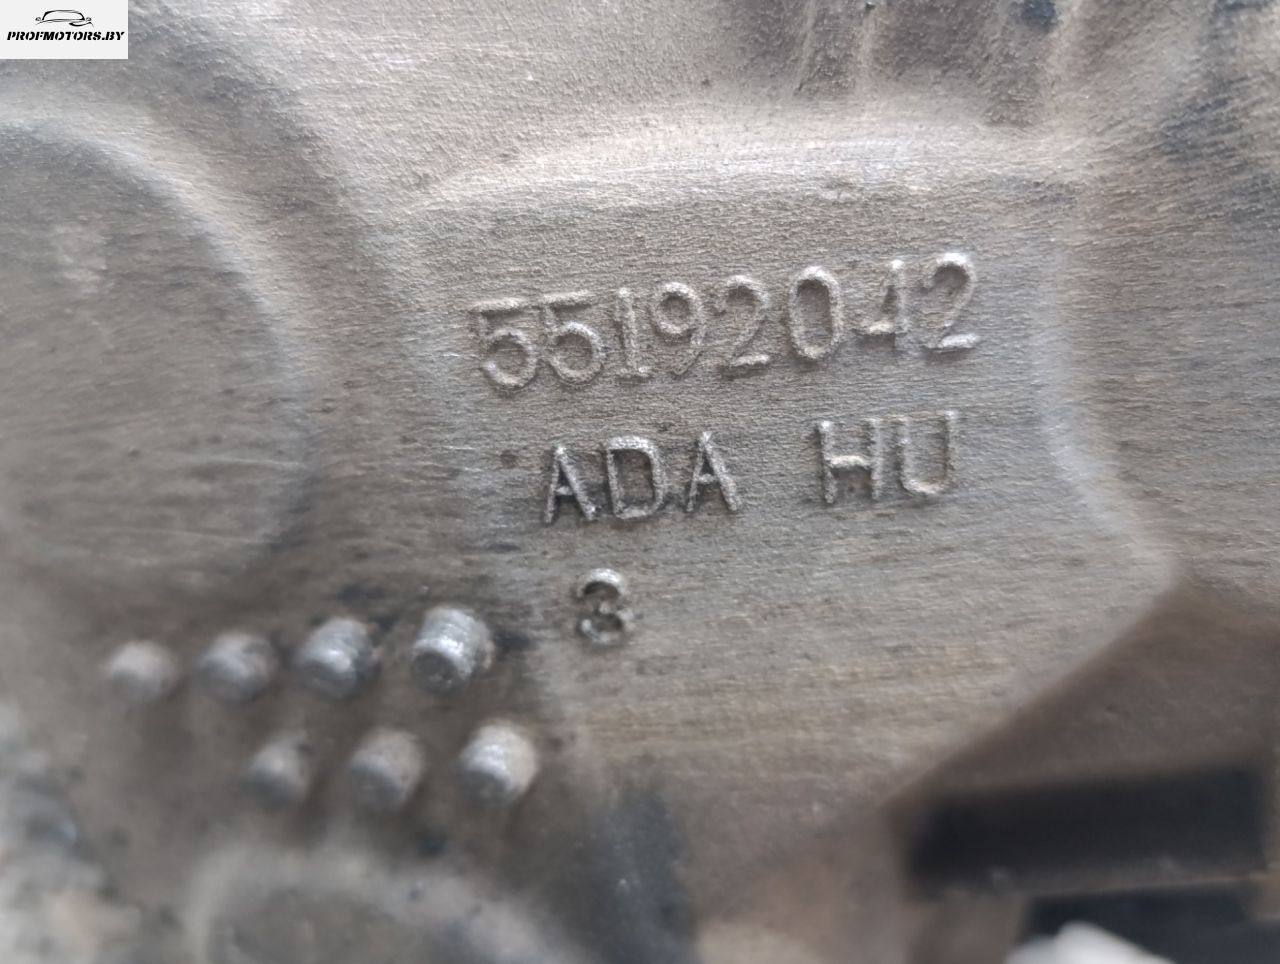 PROFMOTORS.BY
55192042
ADA HU
3